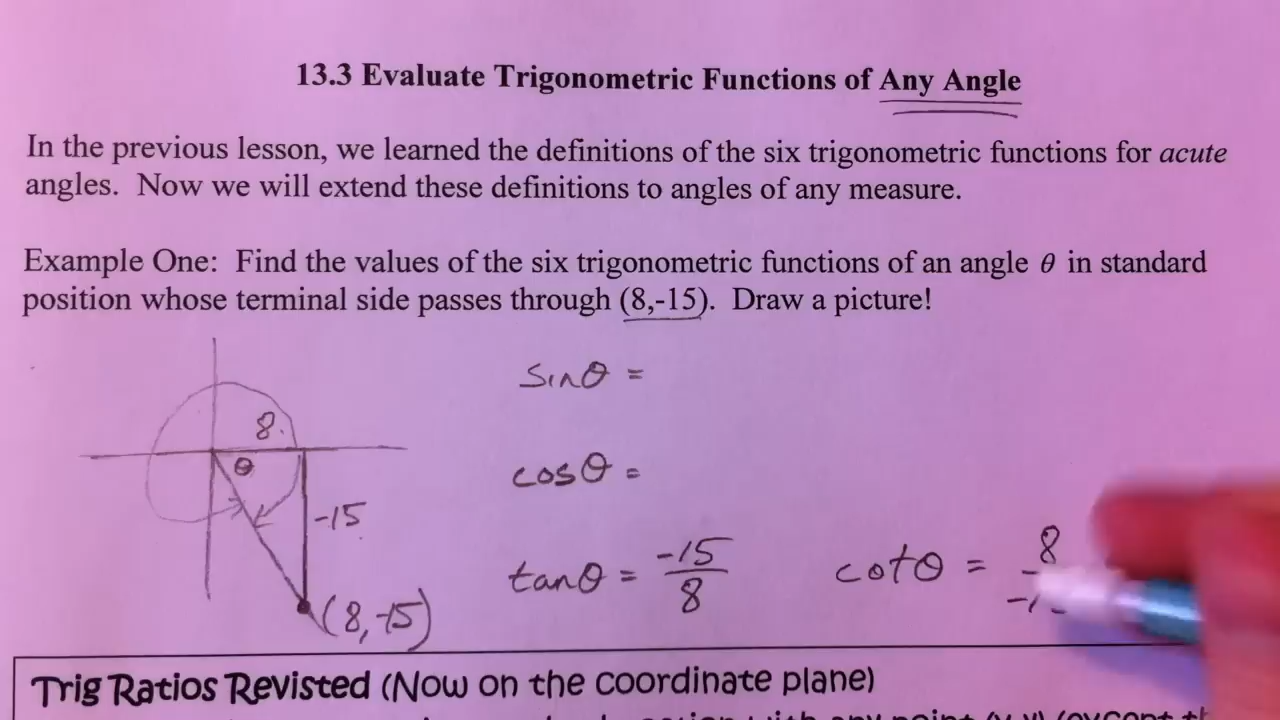 13.3 Evaluate Trigonometric Functions of Any Angle
In the previous lesson, we learned the definitions of the six trigonometric functions for acute
angles. Now we will extend these definitions to angles of any measure.
Example One: Find the values of the six trigonometric functions of an angle θ in standard
position whose terminal side passes through (8,-15). Draw a picture!
sinθ =
8
θ
cosθ =
-15
tanθ = -15/8
cotθ = 8
(8,-15)
Trig Ratios Revisted (Now on the coordinate plane)